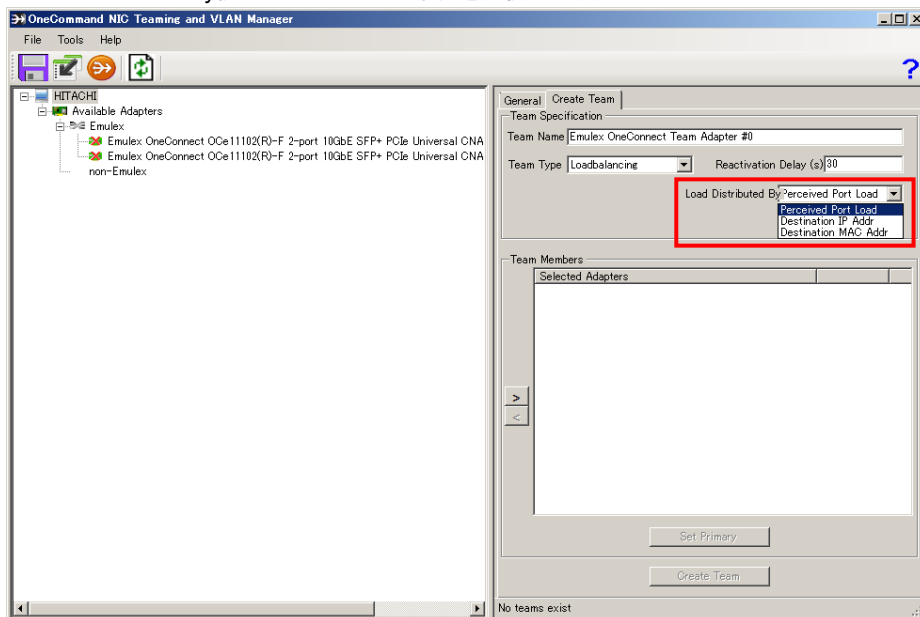 OneCommand NIC Teaming and VLAN Manager
File Tools Help
?
HITACHI
Available Adapters
Emulex
Emulex OneConnect OCe11102(R)-F 2-port 10GbE SFP+ PCIe Universal CNA
Emulex OneConnect OCe11102(R)-F 2-port 10GbE SFP+ PCIe Universal CNA
non-Emulex
General Create Team
Team Specification
Team Name Emulex OneConnect Team Adapter #0
Team Type Loadbalancing Reactivation Delay (s) 30
Load Distributed By Perceived Port Load
Perceived Port Load
Destination IP Addr
Destination MAC Addr
Team Members
Selected Adapters
>
<
Set Primary
Create Team
No teams exist